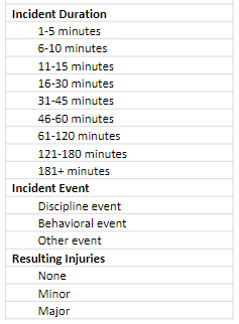 Incident Duration
1-5 minutes
6-10 minutes
11-15 minutes
16-30 minutes
31-45 minutes
46-60 minutes
61-120 minutes
121-180 minutes
181+ minutes
Incident Event
Discipline event
Behavioral event
Other event
Resulting Injuries
None
Minor
Major